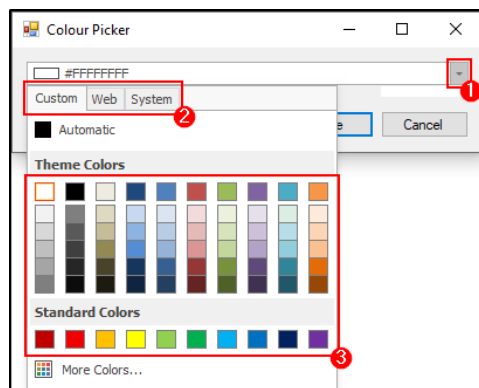 Colour Picker
#FFFFFFFF
1
Custom Web System
2
Automatic
Cancel
Theme Colors
Standard Colors
3
More Colors...